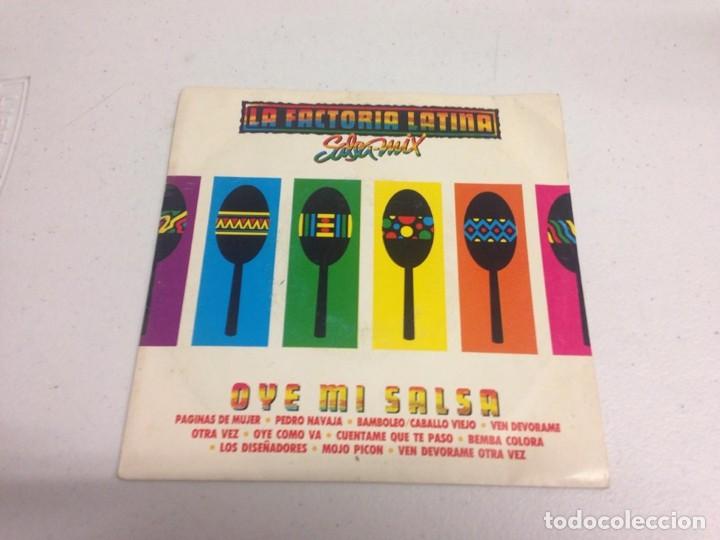 LA FACTORIA LATINA
Salsa-mix
OYE MI SALSA
PAGINAS DE MUJER • PEDRO NAVAJA • BAMBOLEO/CABALLO VIEJO • VEN DEVORAME
OTRA VEZ • OYE COMO VA • CUENTAME QUE TE PASO • BEMBA COLORA
• LOS DISEÑADORES • MOJO PICON • VEN DEVORAME OTRA VEZ
todocoleccion